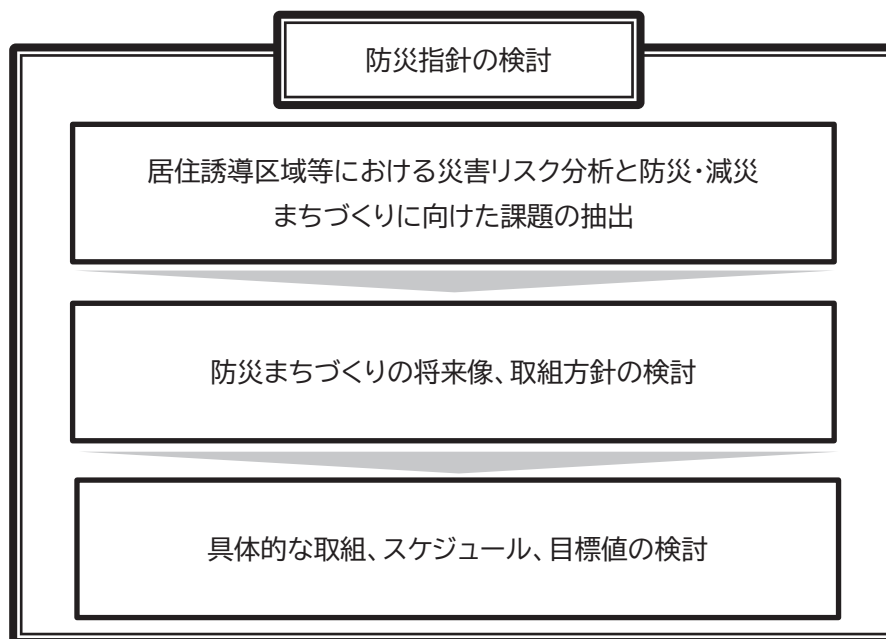 防災指針の検討
居住誘導区域等における災害リスク分析と防災・減災
まちづくりに向けた課題の抽出
防災まちづくりの将来像、取組方針の検討
具体的な取組、スケジュール、目標値の検討